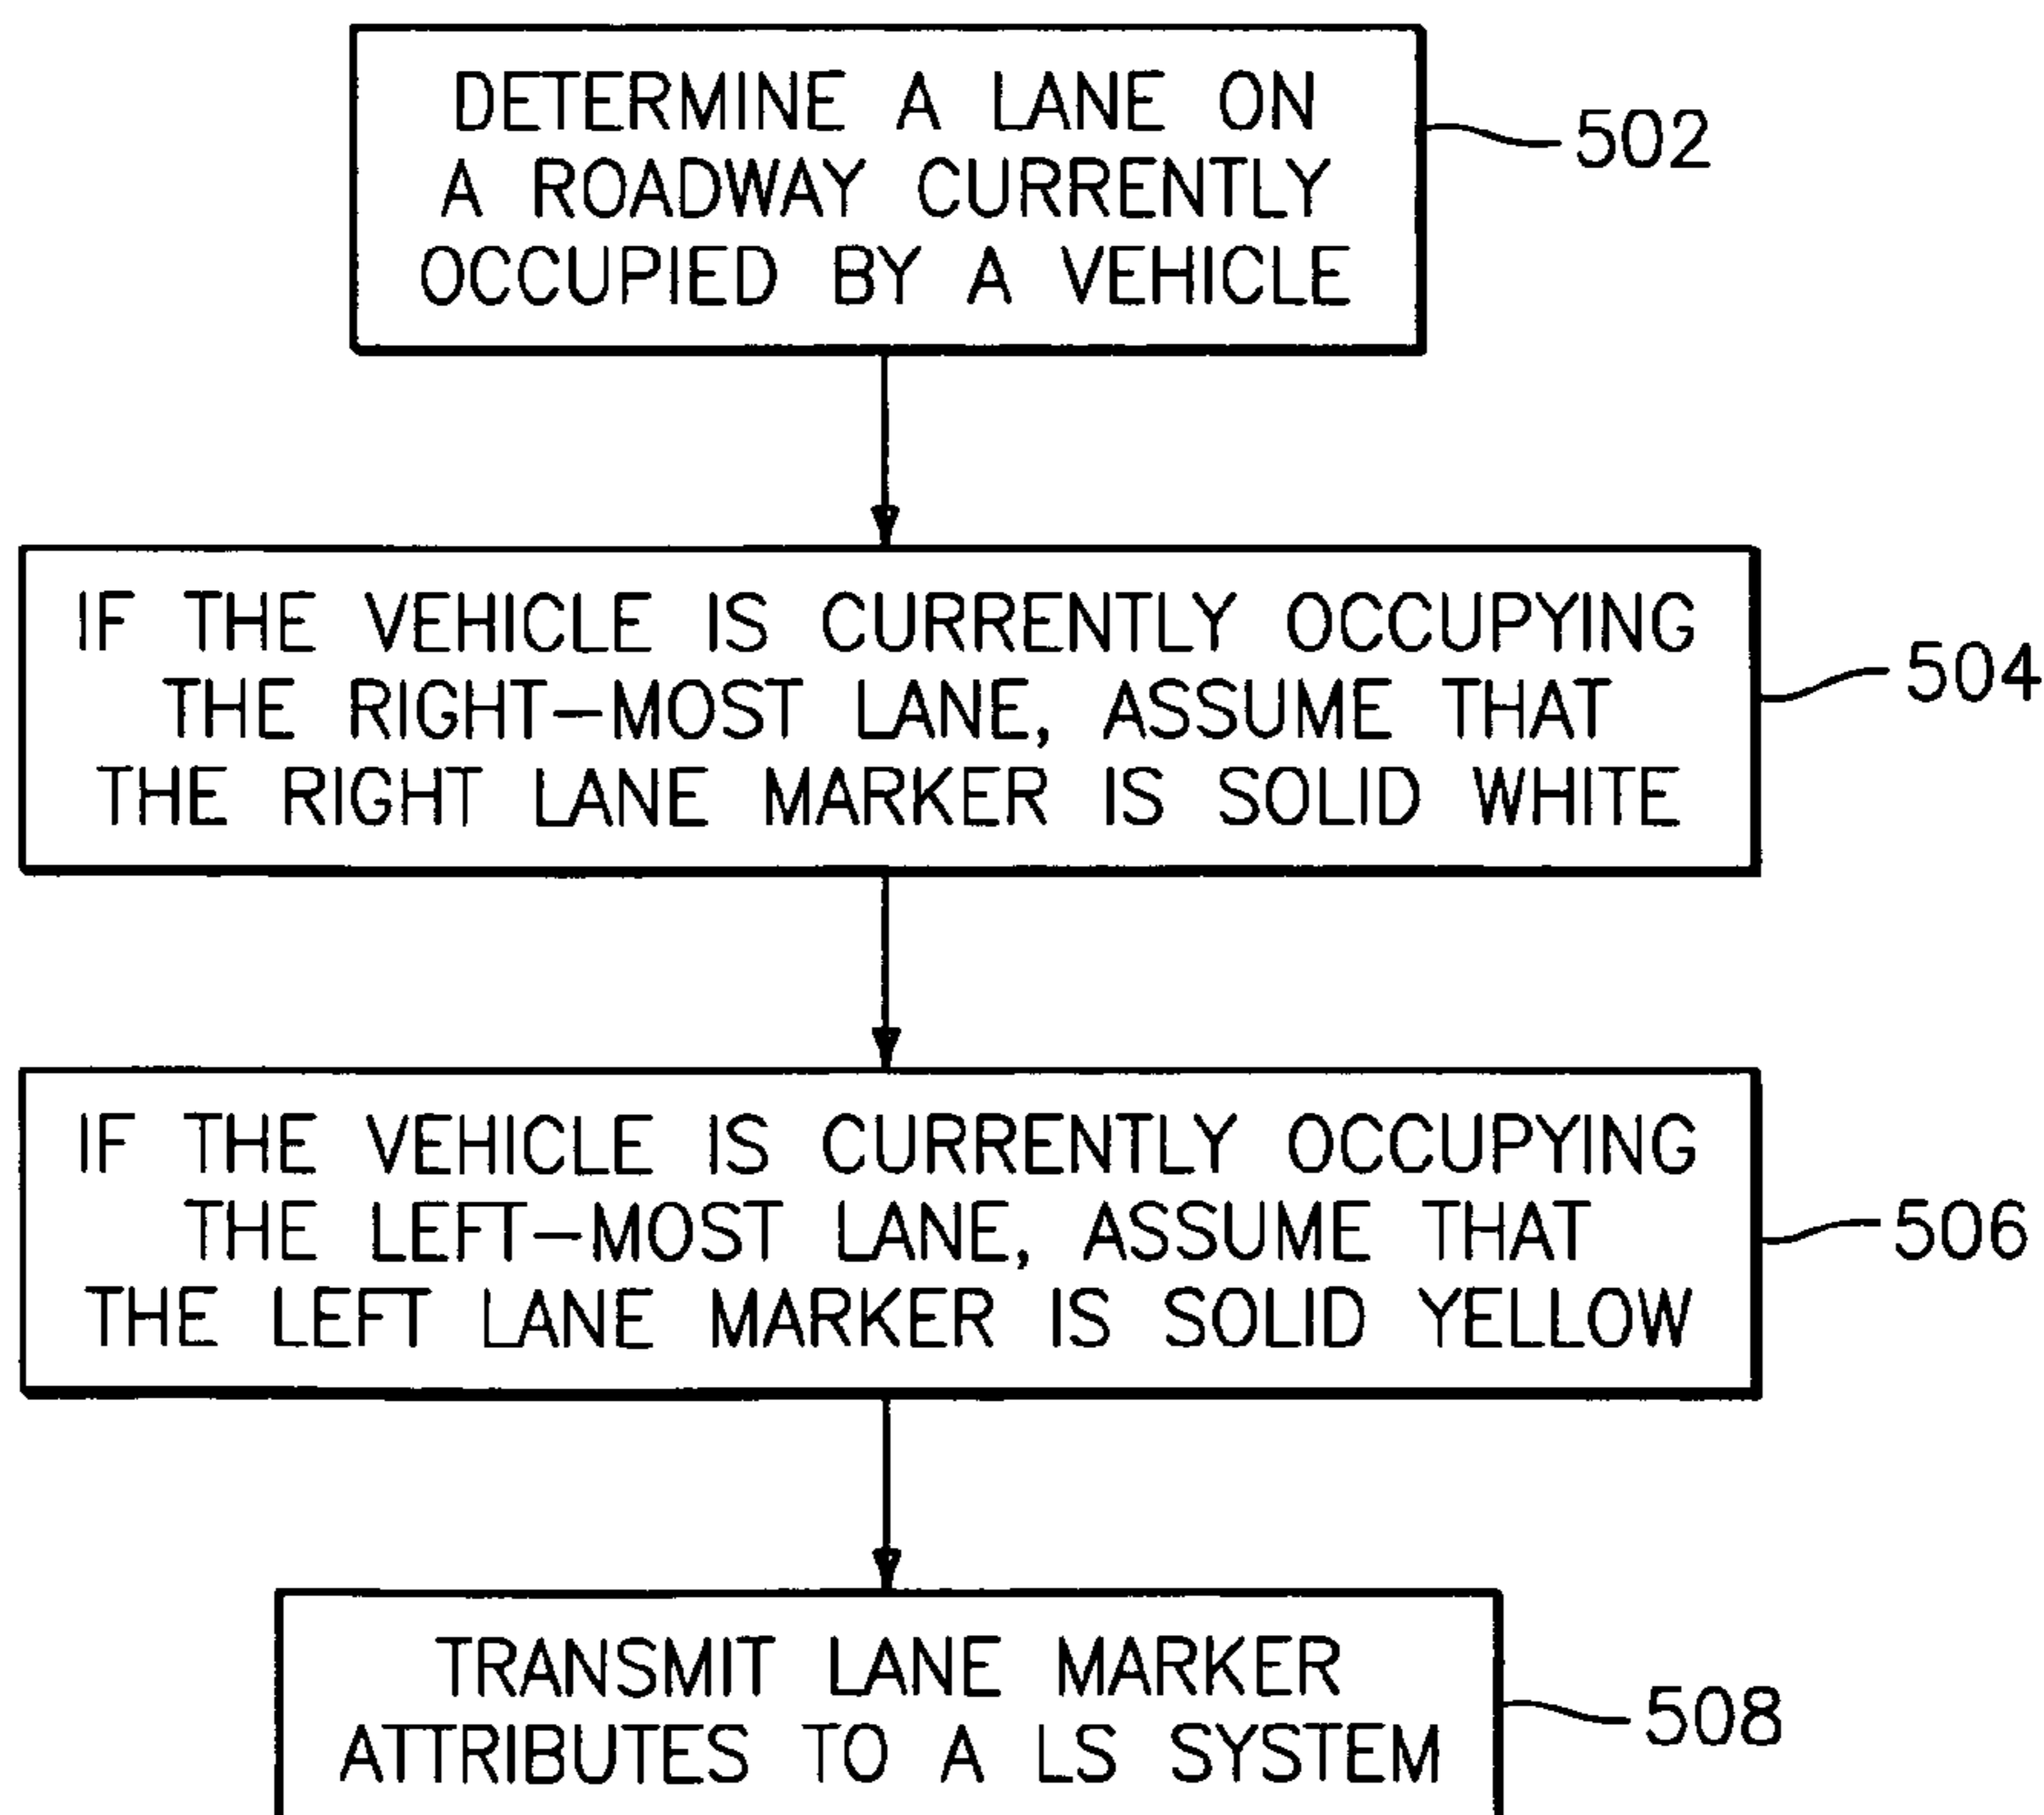 DETERMINE A LANE ON
A ROADWAY CURRENTLY
OCCUPIED BY A VEHICLE
502
IF THE VEHICLE IS CURRENTLY OCCUPYING
THE RIGHT-MOST LANE, ASSUME THAT
THE RIGHT LANE MARKER IS SOLID WHITE
504
IF THE VEHICLE IS CURRENTLY OCCUPYING
THE LEFT-MOST LANE, ASSUME THAT
THE LEFT LANE MARKER IS SOLID YELLOW
506
TRANSMIT LANE MARKER
ATTRIBUTES TO A LS SYSTEM
508